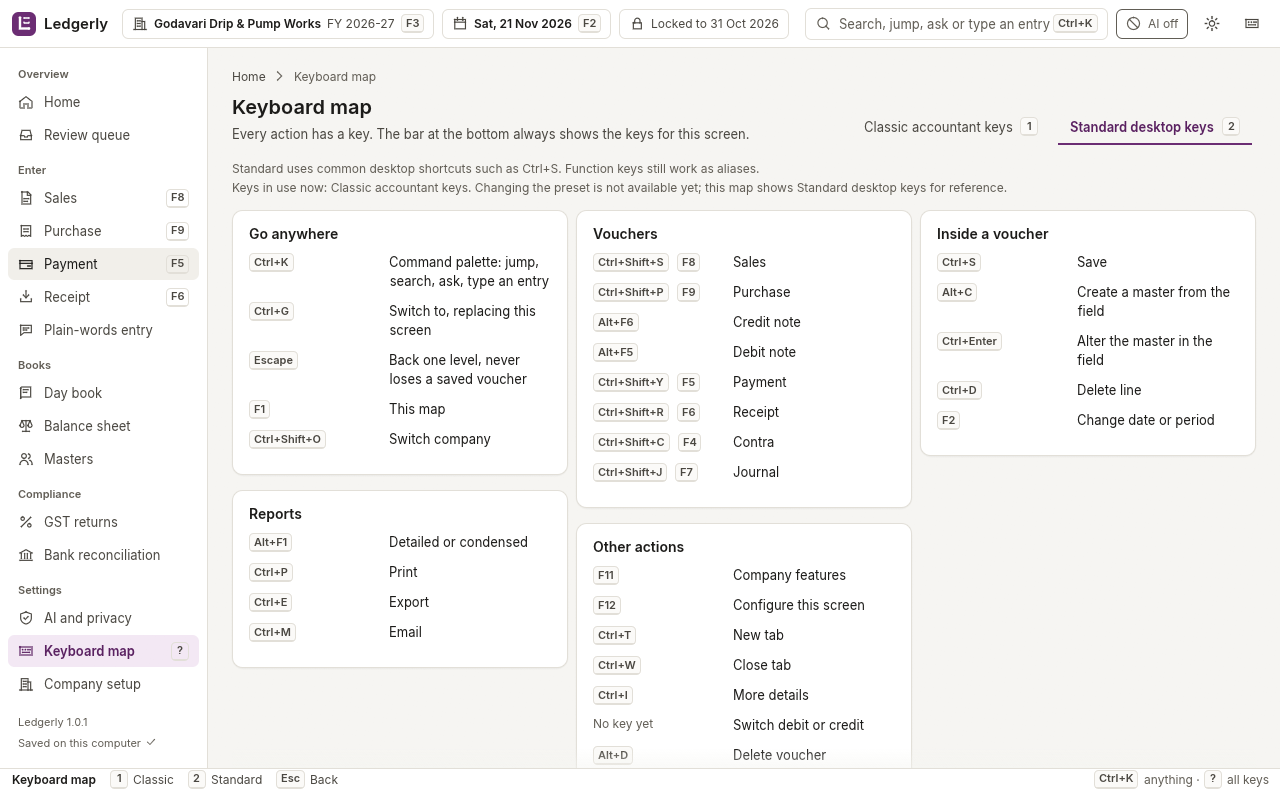 Ledgerly
Godavari Drip & Pump Works FY 2026-27 F3
Sat, 21 Nov 2026 F2
Locked to 31 Oct 2026
Search, jump, ask or type an entry Ctrl+K
AI off
Overview
Home
Review queue
Enter
Sales F8
Purchase F9
Payment F5
Receipt F6
Plain-words entry
Books
Day book
Balance sheet
Masters
Compliance
GST returns
Bank reconciliation
Settings
AI and privacy
Keyboard map ?
Company setup
Ledgerly 1.0.1
Saved on this computer
Home > Keyboard map
Keyboard map
Every action has a key. The bar at the bottom always shows the keys for this screen.
Classic accountant keys 1
Standard desktop keys 2
Standard uses common desktop shortcuts such as Ctrl+S. Function keys still work as aliases.
Keys in use now: Classic accountant keys. Changing the preset is not available yet; this map shows Standard desktop keys for reference.
Go anywhere
Ctrl+K Command palette: jump,
search, ask, type an entry
Ctrl+G Switch to, replacing this
screen
Escape Back one level, never
loses a saved voucher
F1 This map
Ctrl+Shift+O Switch company
Reports
Alt+F1 Detailed or condensed
Ctrl+P Print
Ctrl+E Export
Ctrl+M Email
Vouchers
Ctrl+Shift+S F8 Sales
Ctrl+Shift+P F9 Purchase
Alt+F6 Credit note
Alt+F5 Debit note
Ctrl+Shift+Y F5 Payment
Ctrl+Shift+R F6 Receipt
Ctrl+Shift+C F4 Contra
Ctrl+Shift+J F7 Journal
Other actions
F11 Company features
F12 Configure this screen
Ctrl+T New tab
Ctrl+W Close tab
Ctrl+I More details
No key yet Switch debit or credit
Alt+D Delete voucher
Inside a voucher
Ctrl+S Save
Alt+C Create a master from the
field
Ctrl+Enter Alter the master in the
field
Ctrl+D Delete line
F2 Change date or period
Keyboard map 1 Classic 2 Standard Esc Back
Ctrl+K anything · ? all keys